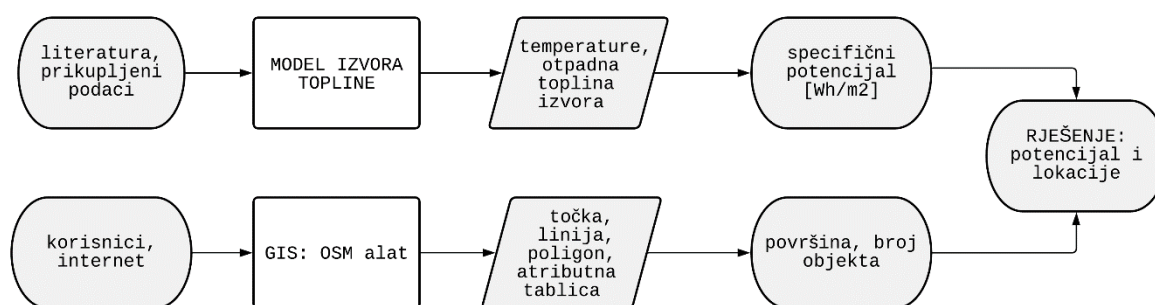 literatura,
prikupljeni
podaci
MODEL IZVORA
TOPLINE
temperature,
otpadna
toplina
izvora
specifični
potencijal
[Wh/m2]
RJEŠENJE:
potencijal i
lokacije
korisnici,
internet
GIS: OSM alat
točka,
linija,
poligon,
atributna
tablica
površina, broj
objekta